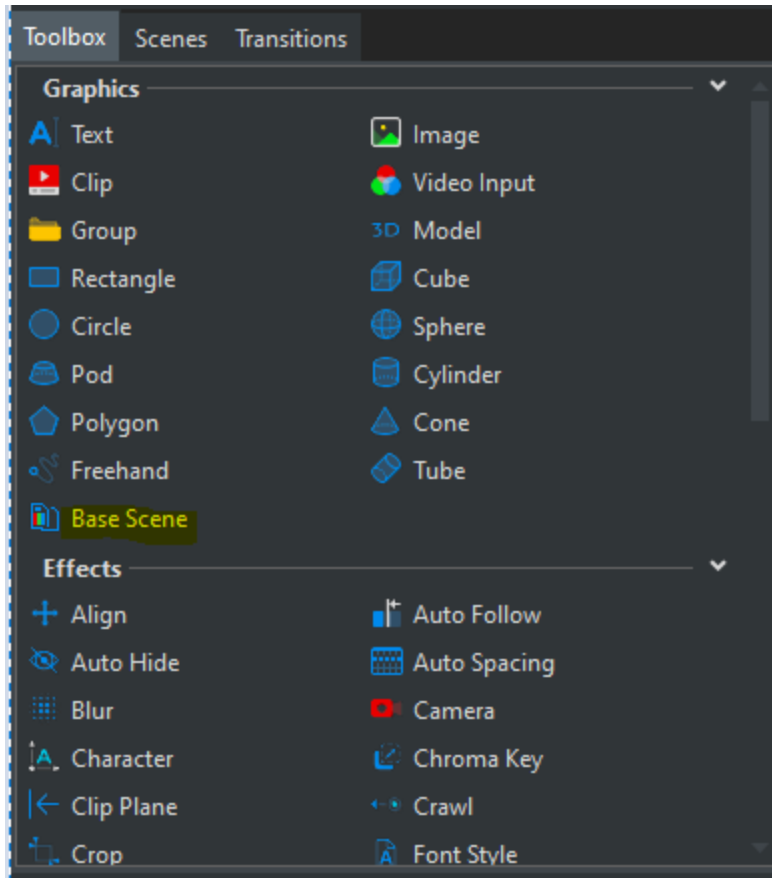 Toolbox Scenes Transitions
Graphics
Text Image
Clip Video Input
Group 3D Model
Rectangle Cube
Circle Sphere
Pod Cylinder
Polygon Cone
Freehand Tube
Base Scene
Effects
Align Auto Follow
Auto Hide Auto Spacing
Blur Camera
Character Chroma Key
Clip Plane Crawl
Crop Font Style